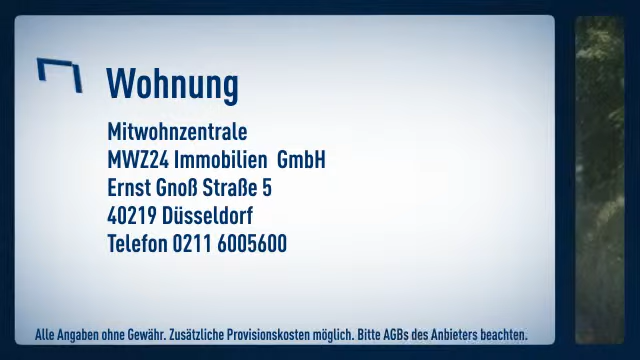 Wohnung
Mitwohnzentrale
MWZ24 Immobilien  GmbH
Ernst Gnoß Straße 5
40219 Düsseldorf
Telefon 0211 6005600
Alle Angaben ohne Gewähr. Zusätzliche Provisionskosten möglich. Bitte AGBs des Anbieters beachten.